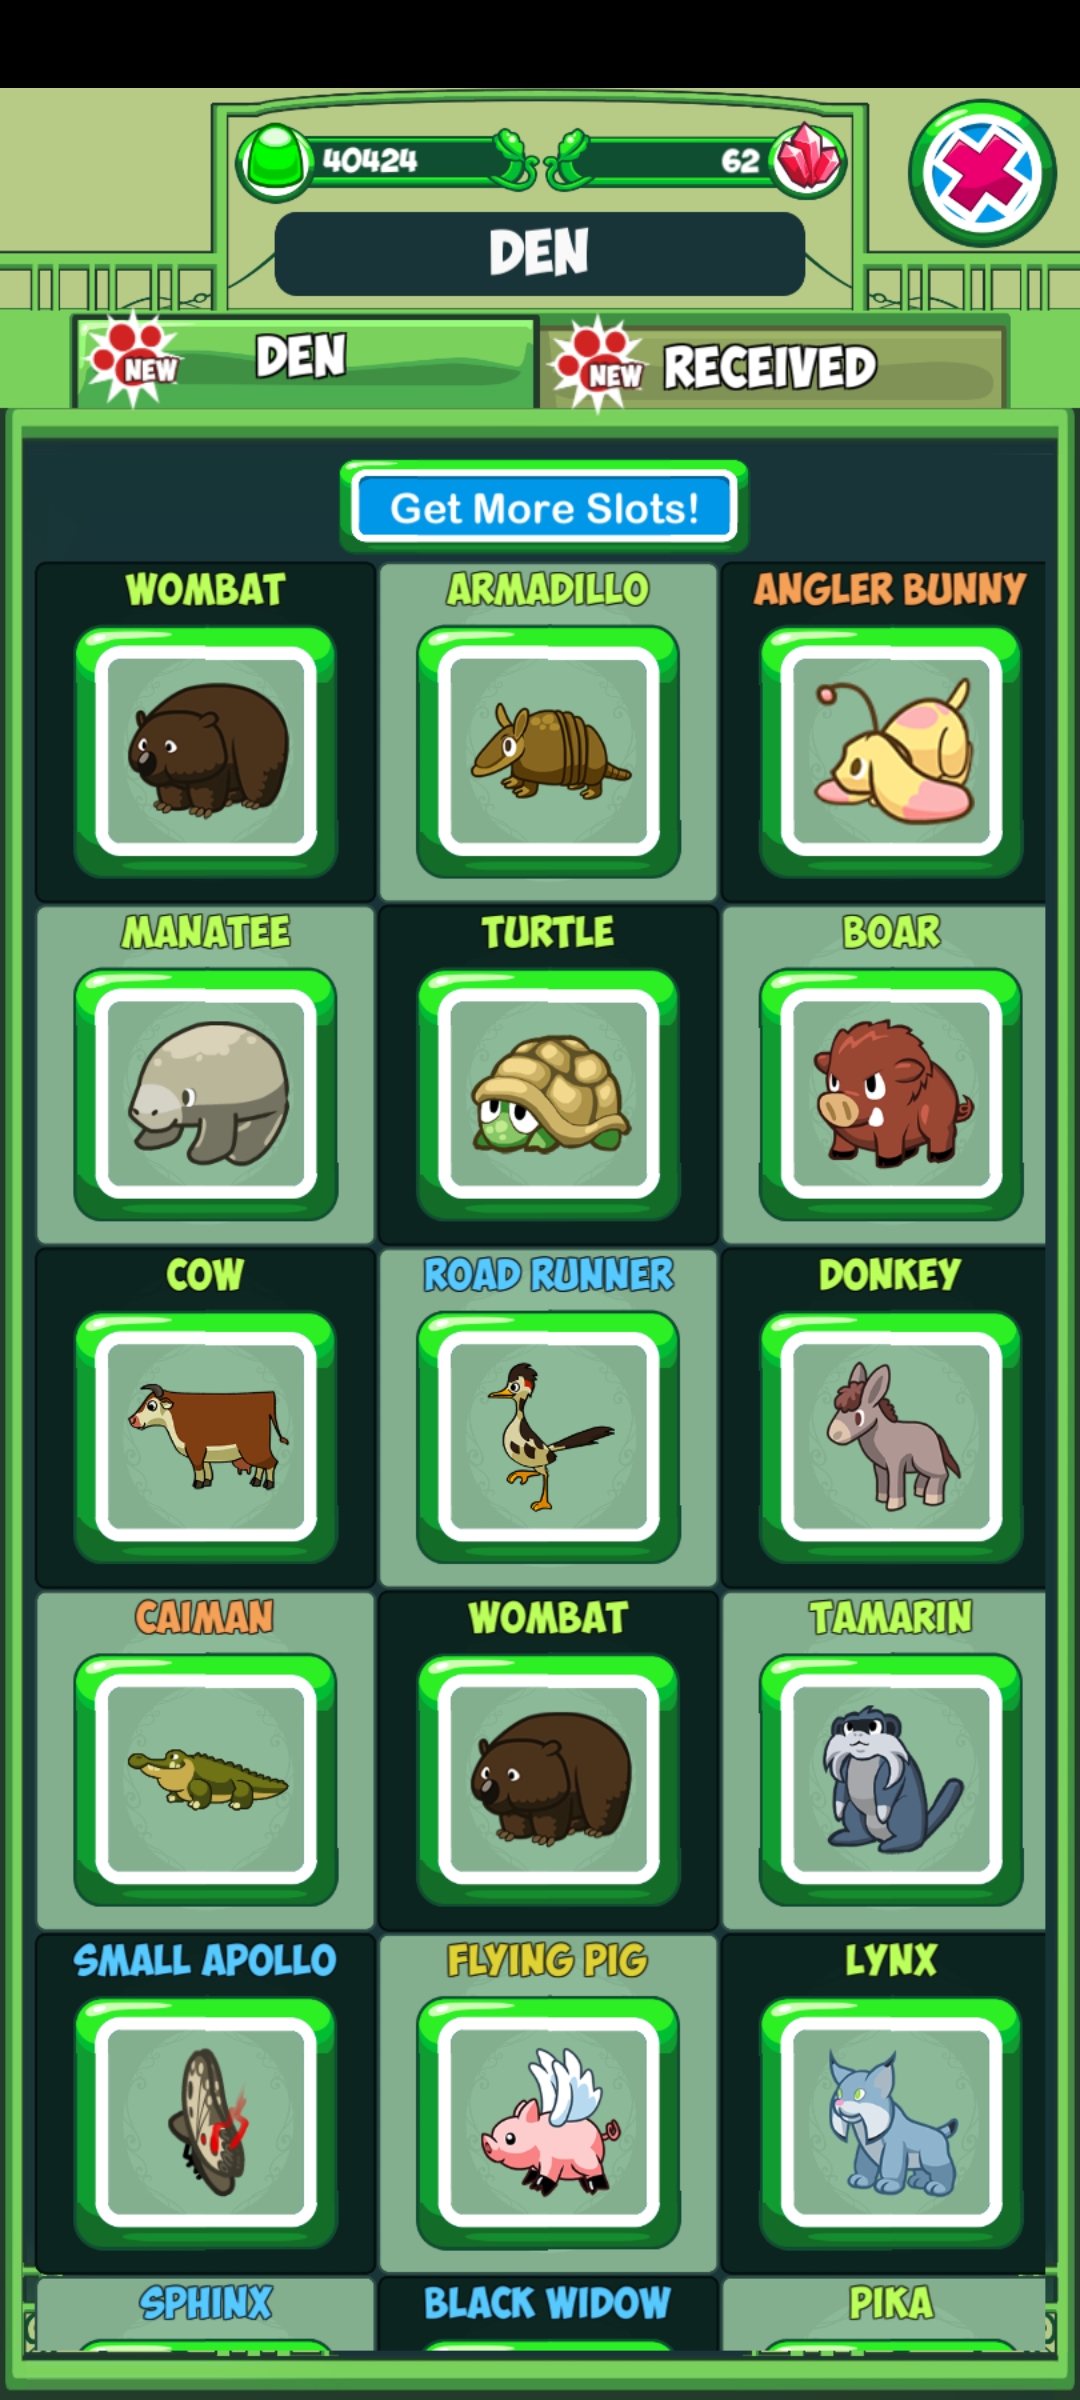 40424
62
DEN
NEW
DEN
NEW
RECEIVED
Get More Slots!
WOMBAT
ARMADILLO
ANGLER BUNNY
MANATEE
TURTLE
BOAR
COW
ROAD RUNNER
DONKEY
CAIMAN
WOMBAT
TAMARIN
SMALL APOLLO
FLYING PIG
LYNX
SPHINX
BLACK WIDOW
PIKA